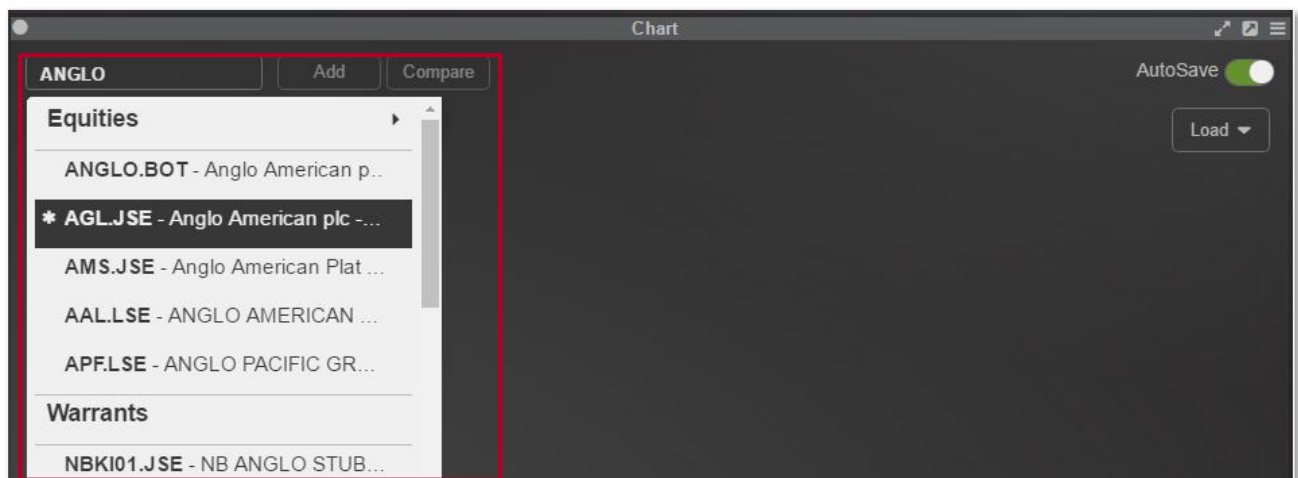 Chart
ANGLO Add Compare AutoSave
Load
Equities
ANGLO.BOT - Anglo American p..
* AGL.JSE - Anglo American plc -...
AMS.JSE - Anglo American Plat ...
AAL.LSE - ANGLO AMERICAN ...
APF.LSE - ANGLO PACIFIC GR...
Warrants
NBKI01.JSE - NB ANGLO STUB...